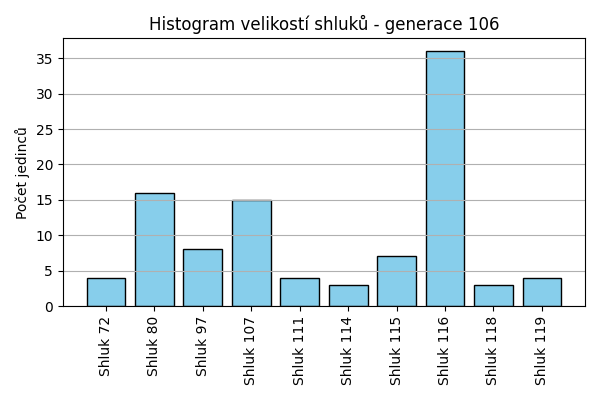 Histogram velikostí shluků - generace 106
Počet jedinců
35
30
25
20
15
10
5
0
Shluk 72
Shluk 80
Shluk 97
Shluk 107
Shluk 111
Shluk 114
Shluk 115
Shluk 116
Shluk 118
Shluk 119